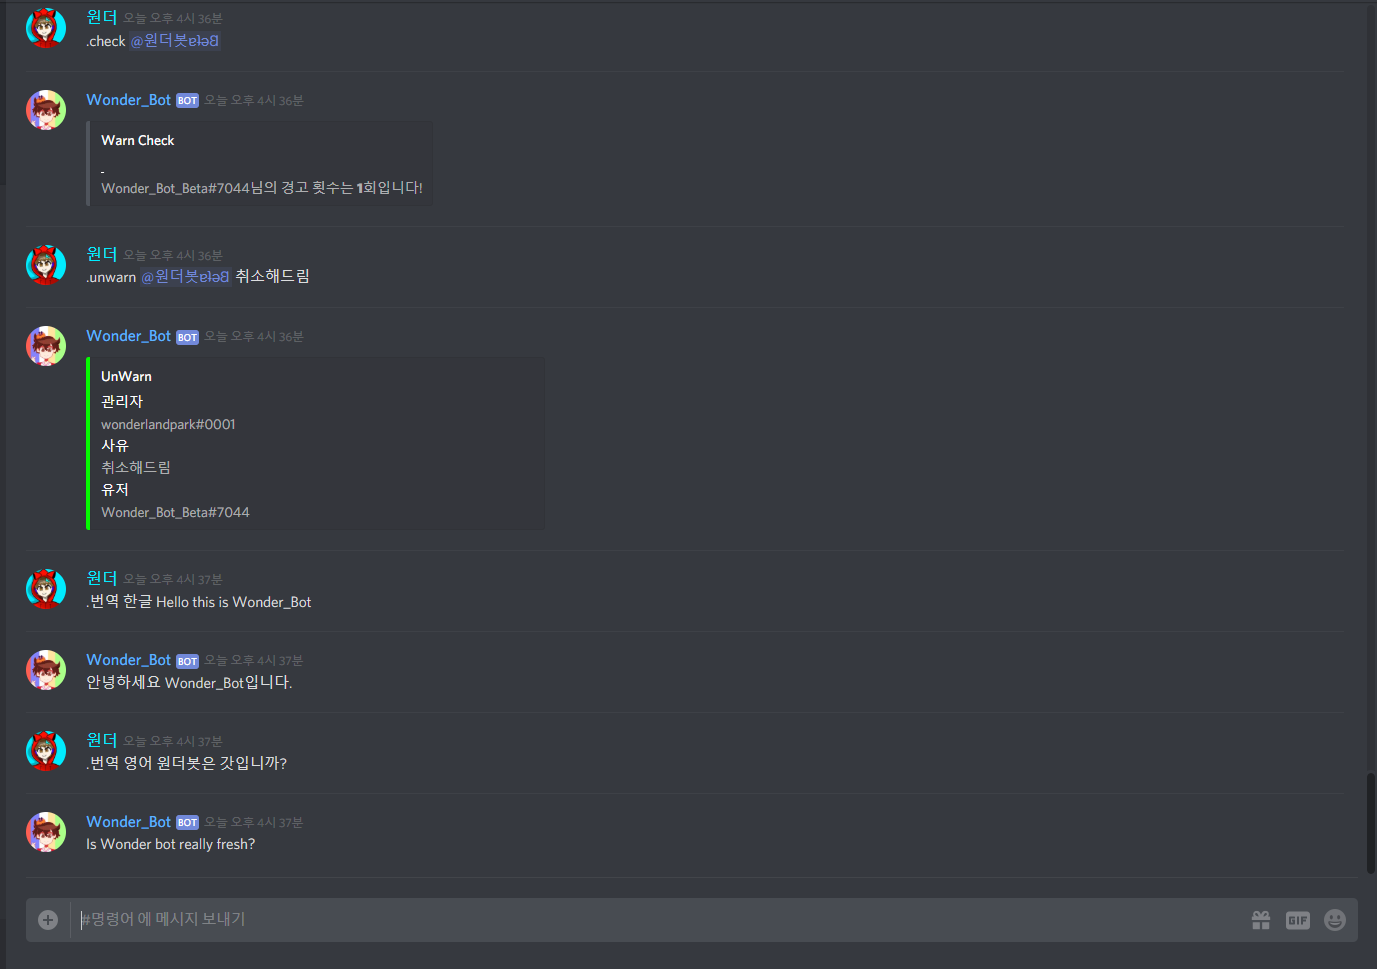 원더 오늘 오후 4시 36분
.check @원더봇ɐʇǝᗺ
Wonder_Bot BOT 오늘 오후 4시 36분
Warn Check
-
Wonder_Bot_Beta#7044님의 경고 횟수는 1회입니다!
원더 오늘 오후 4시 36분
.unwarn @원더봇ɐʇǝᗺ 취소해드림
Wonder_Bot BOT 오늘 오후 4시 36분
UnWarn
관리자
wonderlandpark#0001
사유
취소해드림
유저
Wonder_Bot_Beta#7044
원더 오늘 오후 4시 37분
.번역 한글 Hello this is Wonder_Bot
Wonder_Bot BOT 오늘 오후 4시 37분
안녕하세요 Wonder_Bot입니다.
원더 오늘 오후 4시 37분
.번역 영어 원더봇은 갓입니까?
Wonder_Bot BOT 오늘 오후 4시 37분
Is Wonder bot really fresh?
#명령어 에 메시지 보내기
GIF